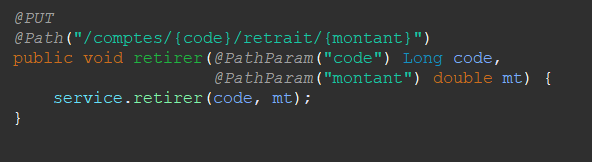 @PUT
@Path("/comptes/{code}/retrait/{montant}")
public void retirer(@PathParam("code") Long code,
                    @PathParam("montant") double mt) {
    service.retirer(code, mt);
}